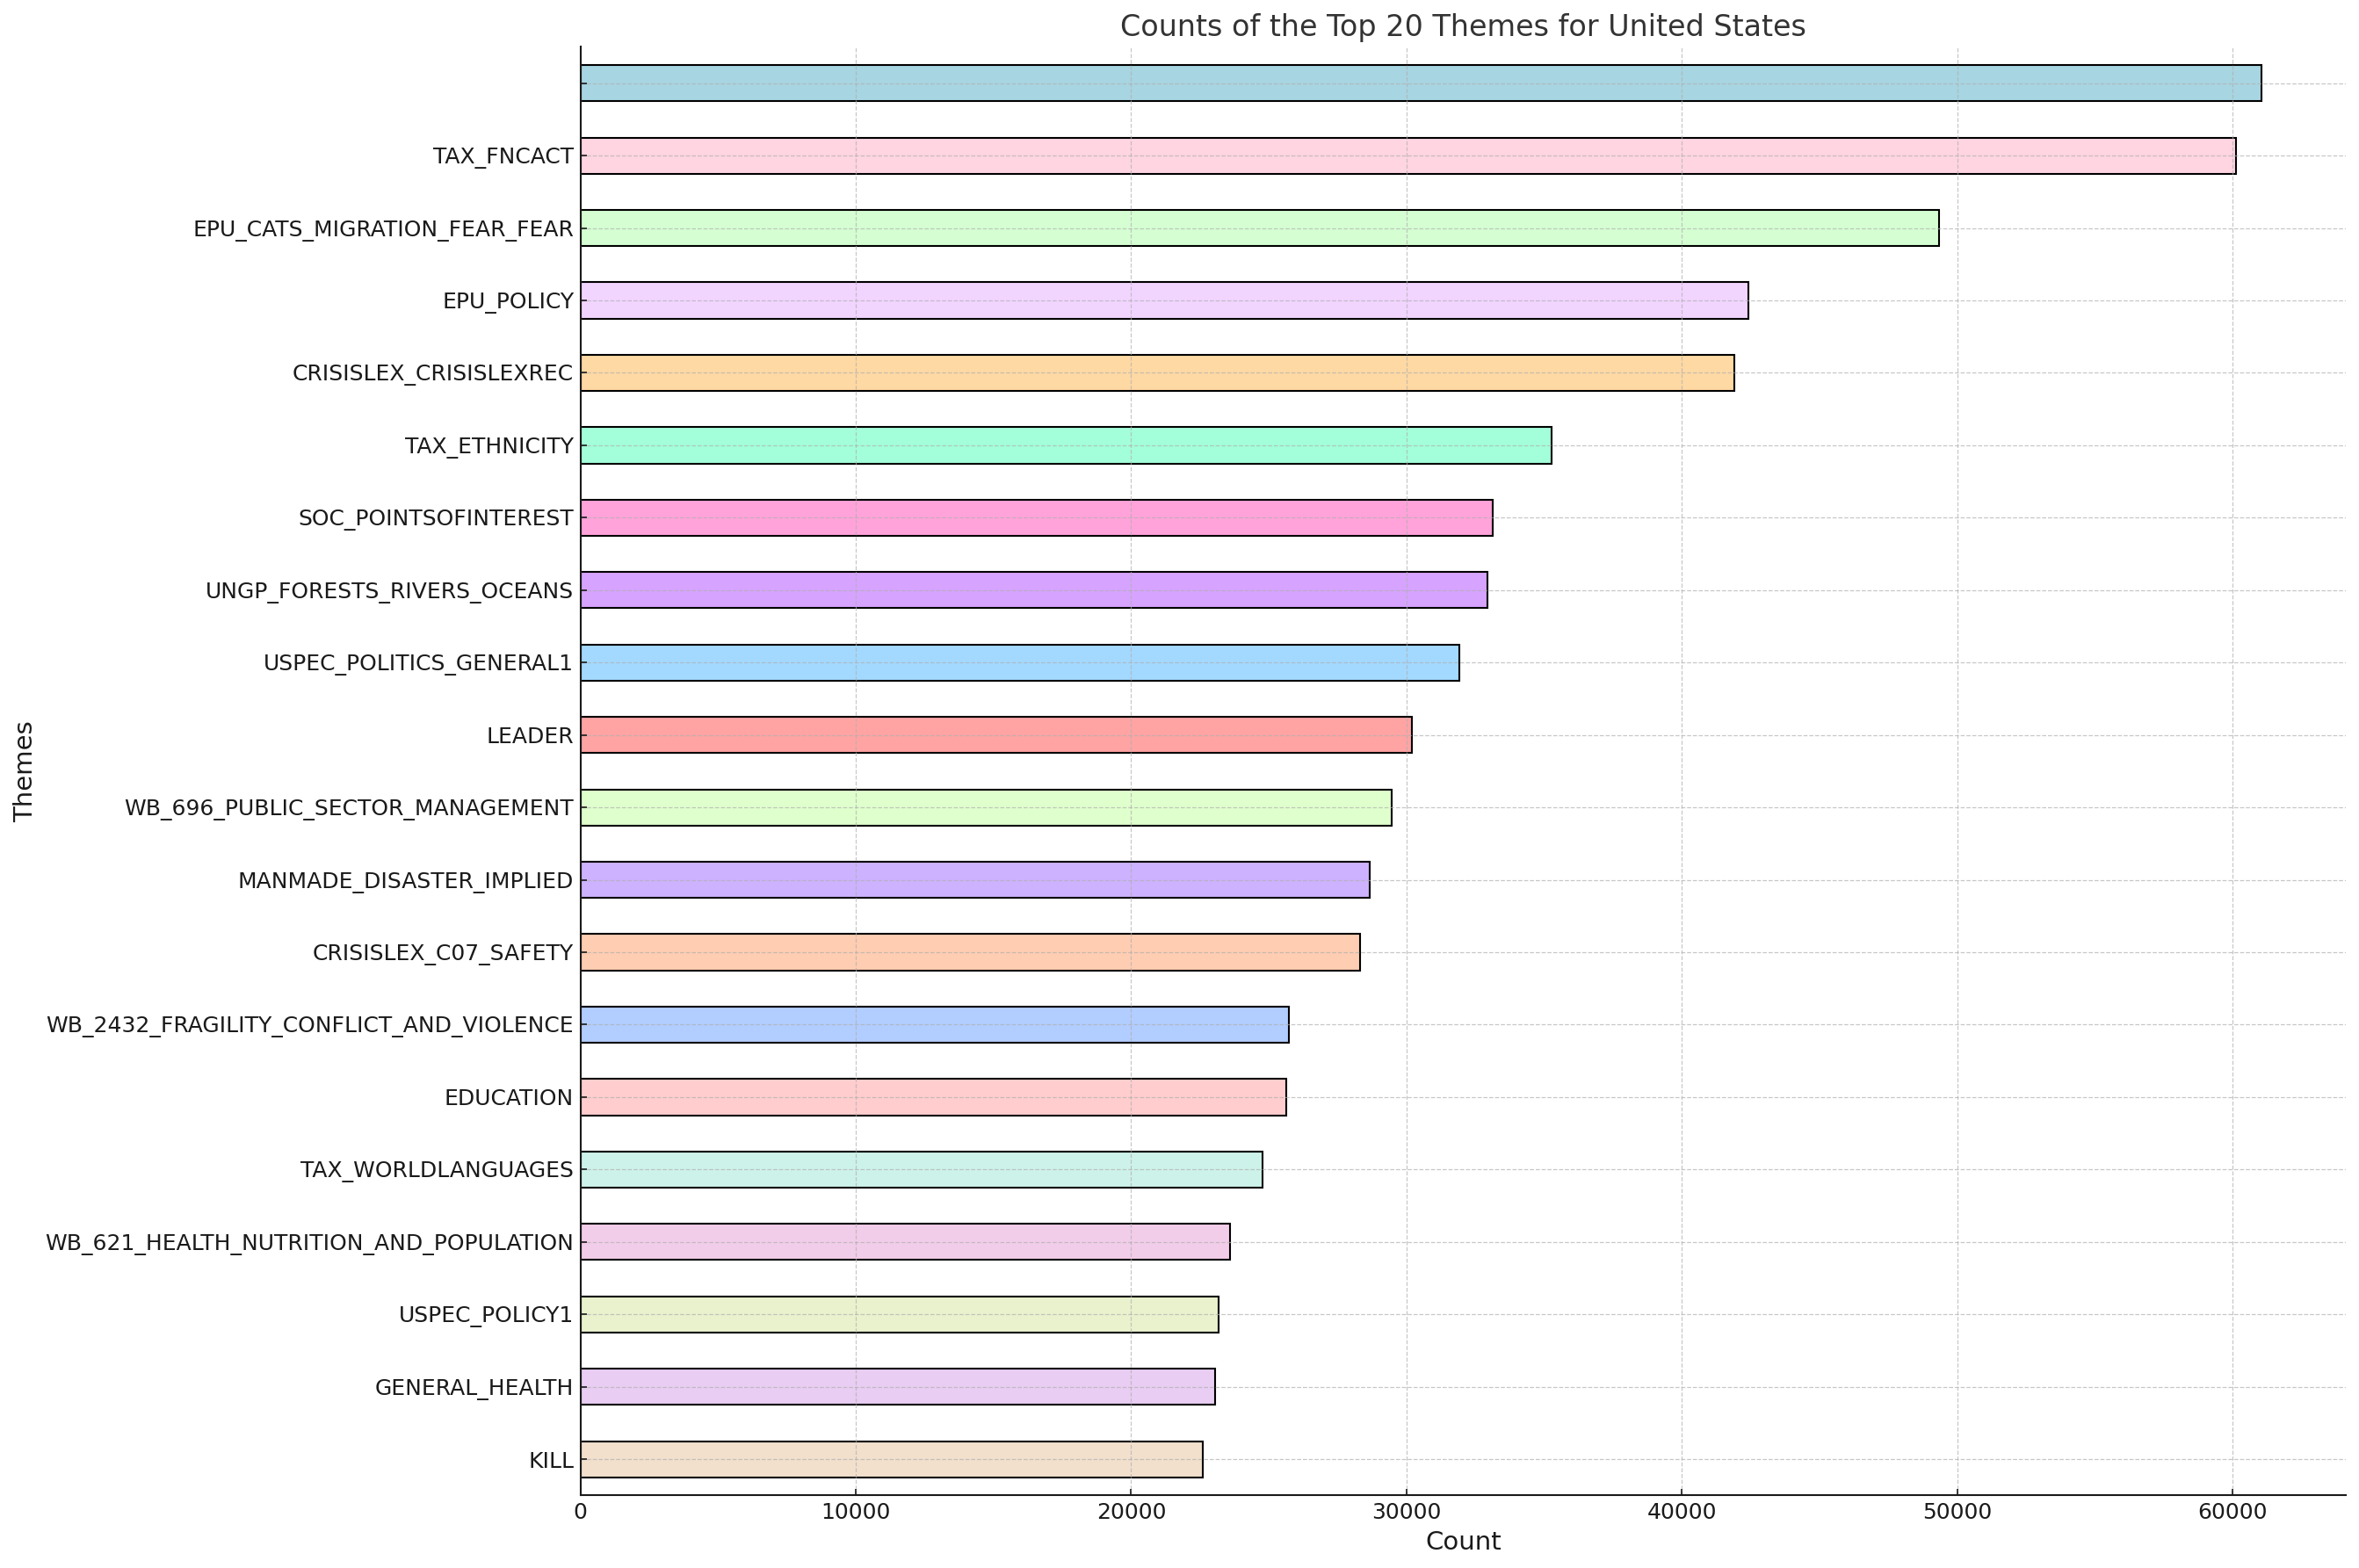 Counts of the Top 20 Themes for United States
TAX_FNCACT
EPU_CATS_MIGRATION_FEAR_FEAR
EPU_POLICY
CRISISLEX_CRISISLEXREC
TAX_ETHNICITY
SOC_POINTSOFINTEREST
UNGP_FORESTS_RIVERS_OCEANS
USPEC_POLITICS_GENERAL1
LEADER
WB_696_PUBLIC_SECTOR_MANAGEMENT
MANMADE_DISASTER_IMPLIED
CRISISLEX_C07_SAFETY
WB_2432_FRAGILITY_CONFLICT_AND_VIOLENCE
EDUCATION
TAX_WORLDLANGUAGES
WB_621_HEALTH_NUTRITION_AND_POPULATION
USPEC_POLICY1
GENERAL_HEALTH
KILL
Themes
0 10000 20000 30000 40000 50000 60000
Count